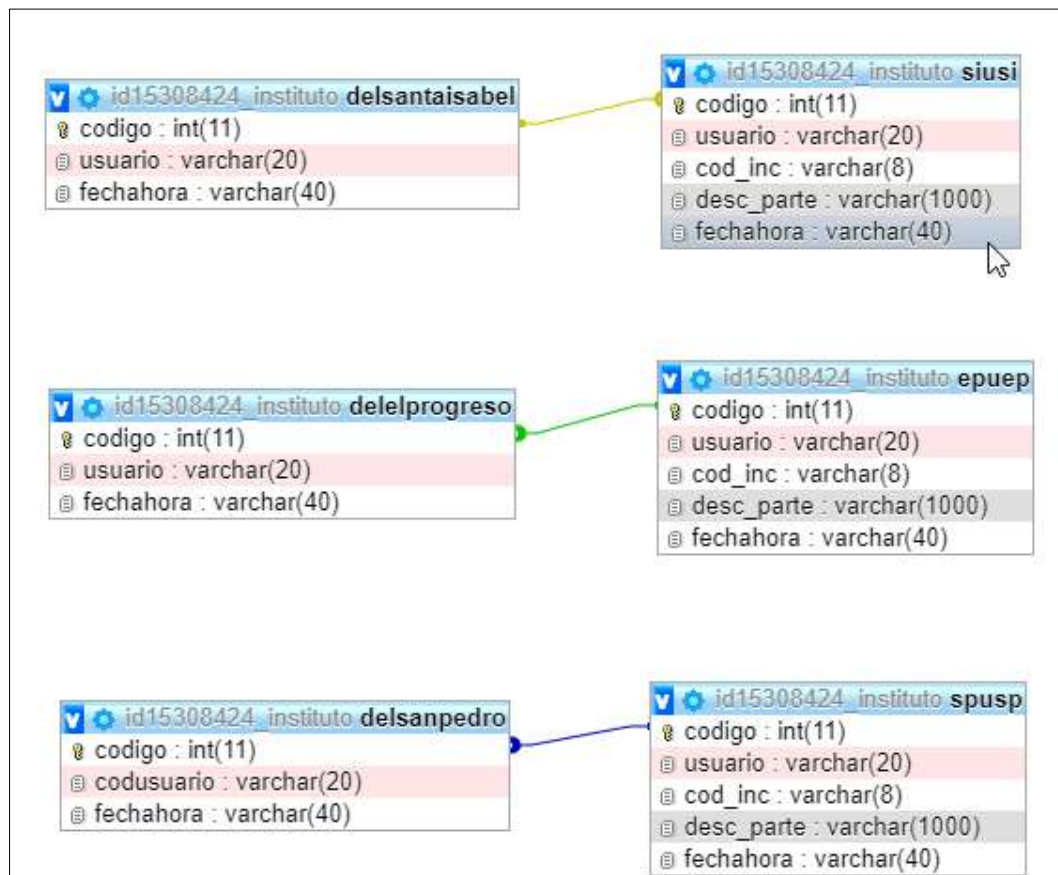 id15308424_instituto delsantaisabel
codigo : int(11)
usuario : varchar(20)
fechahora : varchar(40)
id15308424_instituto siusi
codigo : int(11)
usuario : varchar(20)
cod_inc : varchar(8)
desc_parte : varchar(1000)
fechahora : varchar(40)
id15308424_instituto delelprogreso
codigo : int(11)
usuario : varchar(20)
fechahora : varchar(40)
id15308424_instituto epuep
codigo : int(11)
usuario : varchar(20)
cod_inc : varchar(8)
desc_parte : varchar(1000)
fechahora : varchar(40)
id15308424_instituto delsanpedro
codigo : int(11)
codusuario : varchar(20)
fechahora : varchar(40)
id15308424_instituto spusp
codigo : int(11)
usuario : varchar(20)
cod_inc : varchar(8)
desc_parte : varchar(1000)
fechahora : varchar(40)